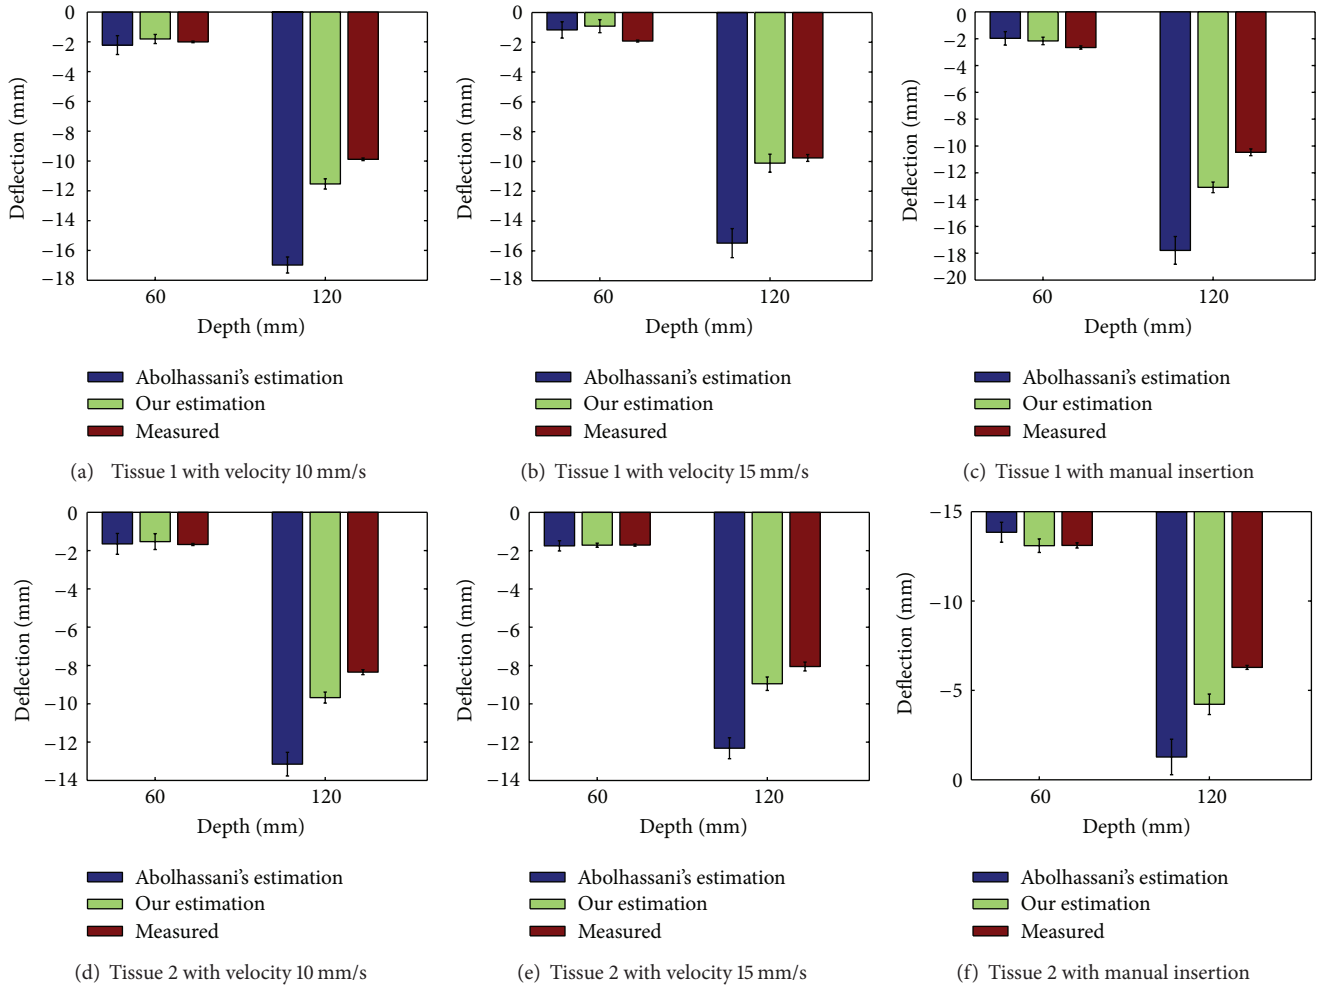 0
−2
−4
−6
−8
−10
−12
−14
−16
−18
Deflection (mm)
60
120
Depth (mm)
Abolhassani's estimation
Our estimation
Measured
(a) Tissue 1 with velocity 10 mm/s
0
−2
−4
−6
−8
−10
−12
−14
−16
−18
Deflection (mm)
60
120
Depth (mm)
Abolhassani's estimation
Our estimation
Measured
(b) Tissue 1 with velocity 15 mm/s
0
−2
−4
−6
−8
−10
−12
−14
−16
−18
−20
Deflection (mm)
60
120
Depth (mm)
Abolhassani's estimation
Our estimation
Measured
(c) Tissue 1 with manual insertion
0
−2
−4
−6
−8
−10
−12
−14
Deflection (mm)
60
120
Depth (mm)
Abolhassani's estimation
Our estimation
Measured
(d) Tissue 2 with velocity 10 mm/s
0
−2
−4
−6
−8
−10
−12
−14
Deflection (mm)
60
120
Depth (mm)
Abolhassani's estimation
Our estimation
Measured
(e) Tissue 2 with velocity 15 mm/s
−15
−10
−5
0
Deflection (mm)
60
120
Depth (mm)
Abolhassani's estimation
Our estimation
Measured
(f) Tissue 2 with manual insertion